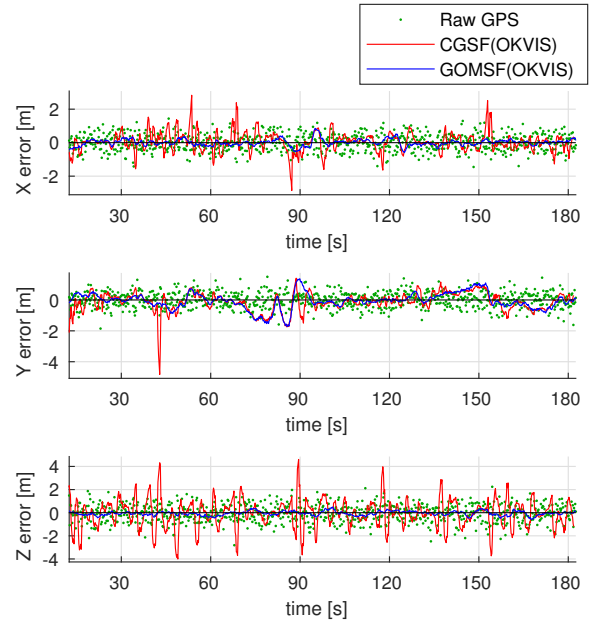 Raw GPS
CGSF(OKVIS)
GOMSF(OKVIS)
X error [m]
2
0
-2
30 60 90 120 150 180
time [s]
Y error [m]
0
-2
-4
30 60 90 120 150 180
time [s]
Z error [m]
4
2
0
-2
-4
30 60 90 120 150 180
time [s]